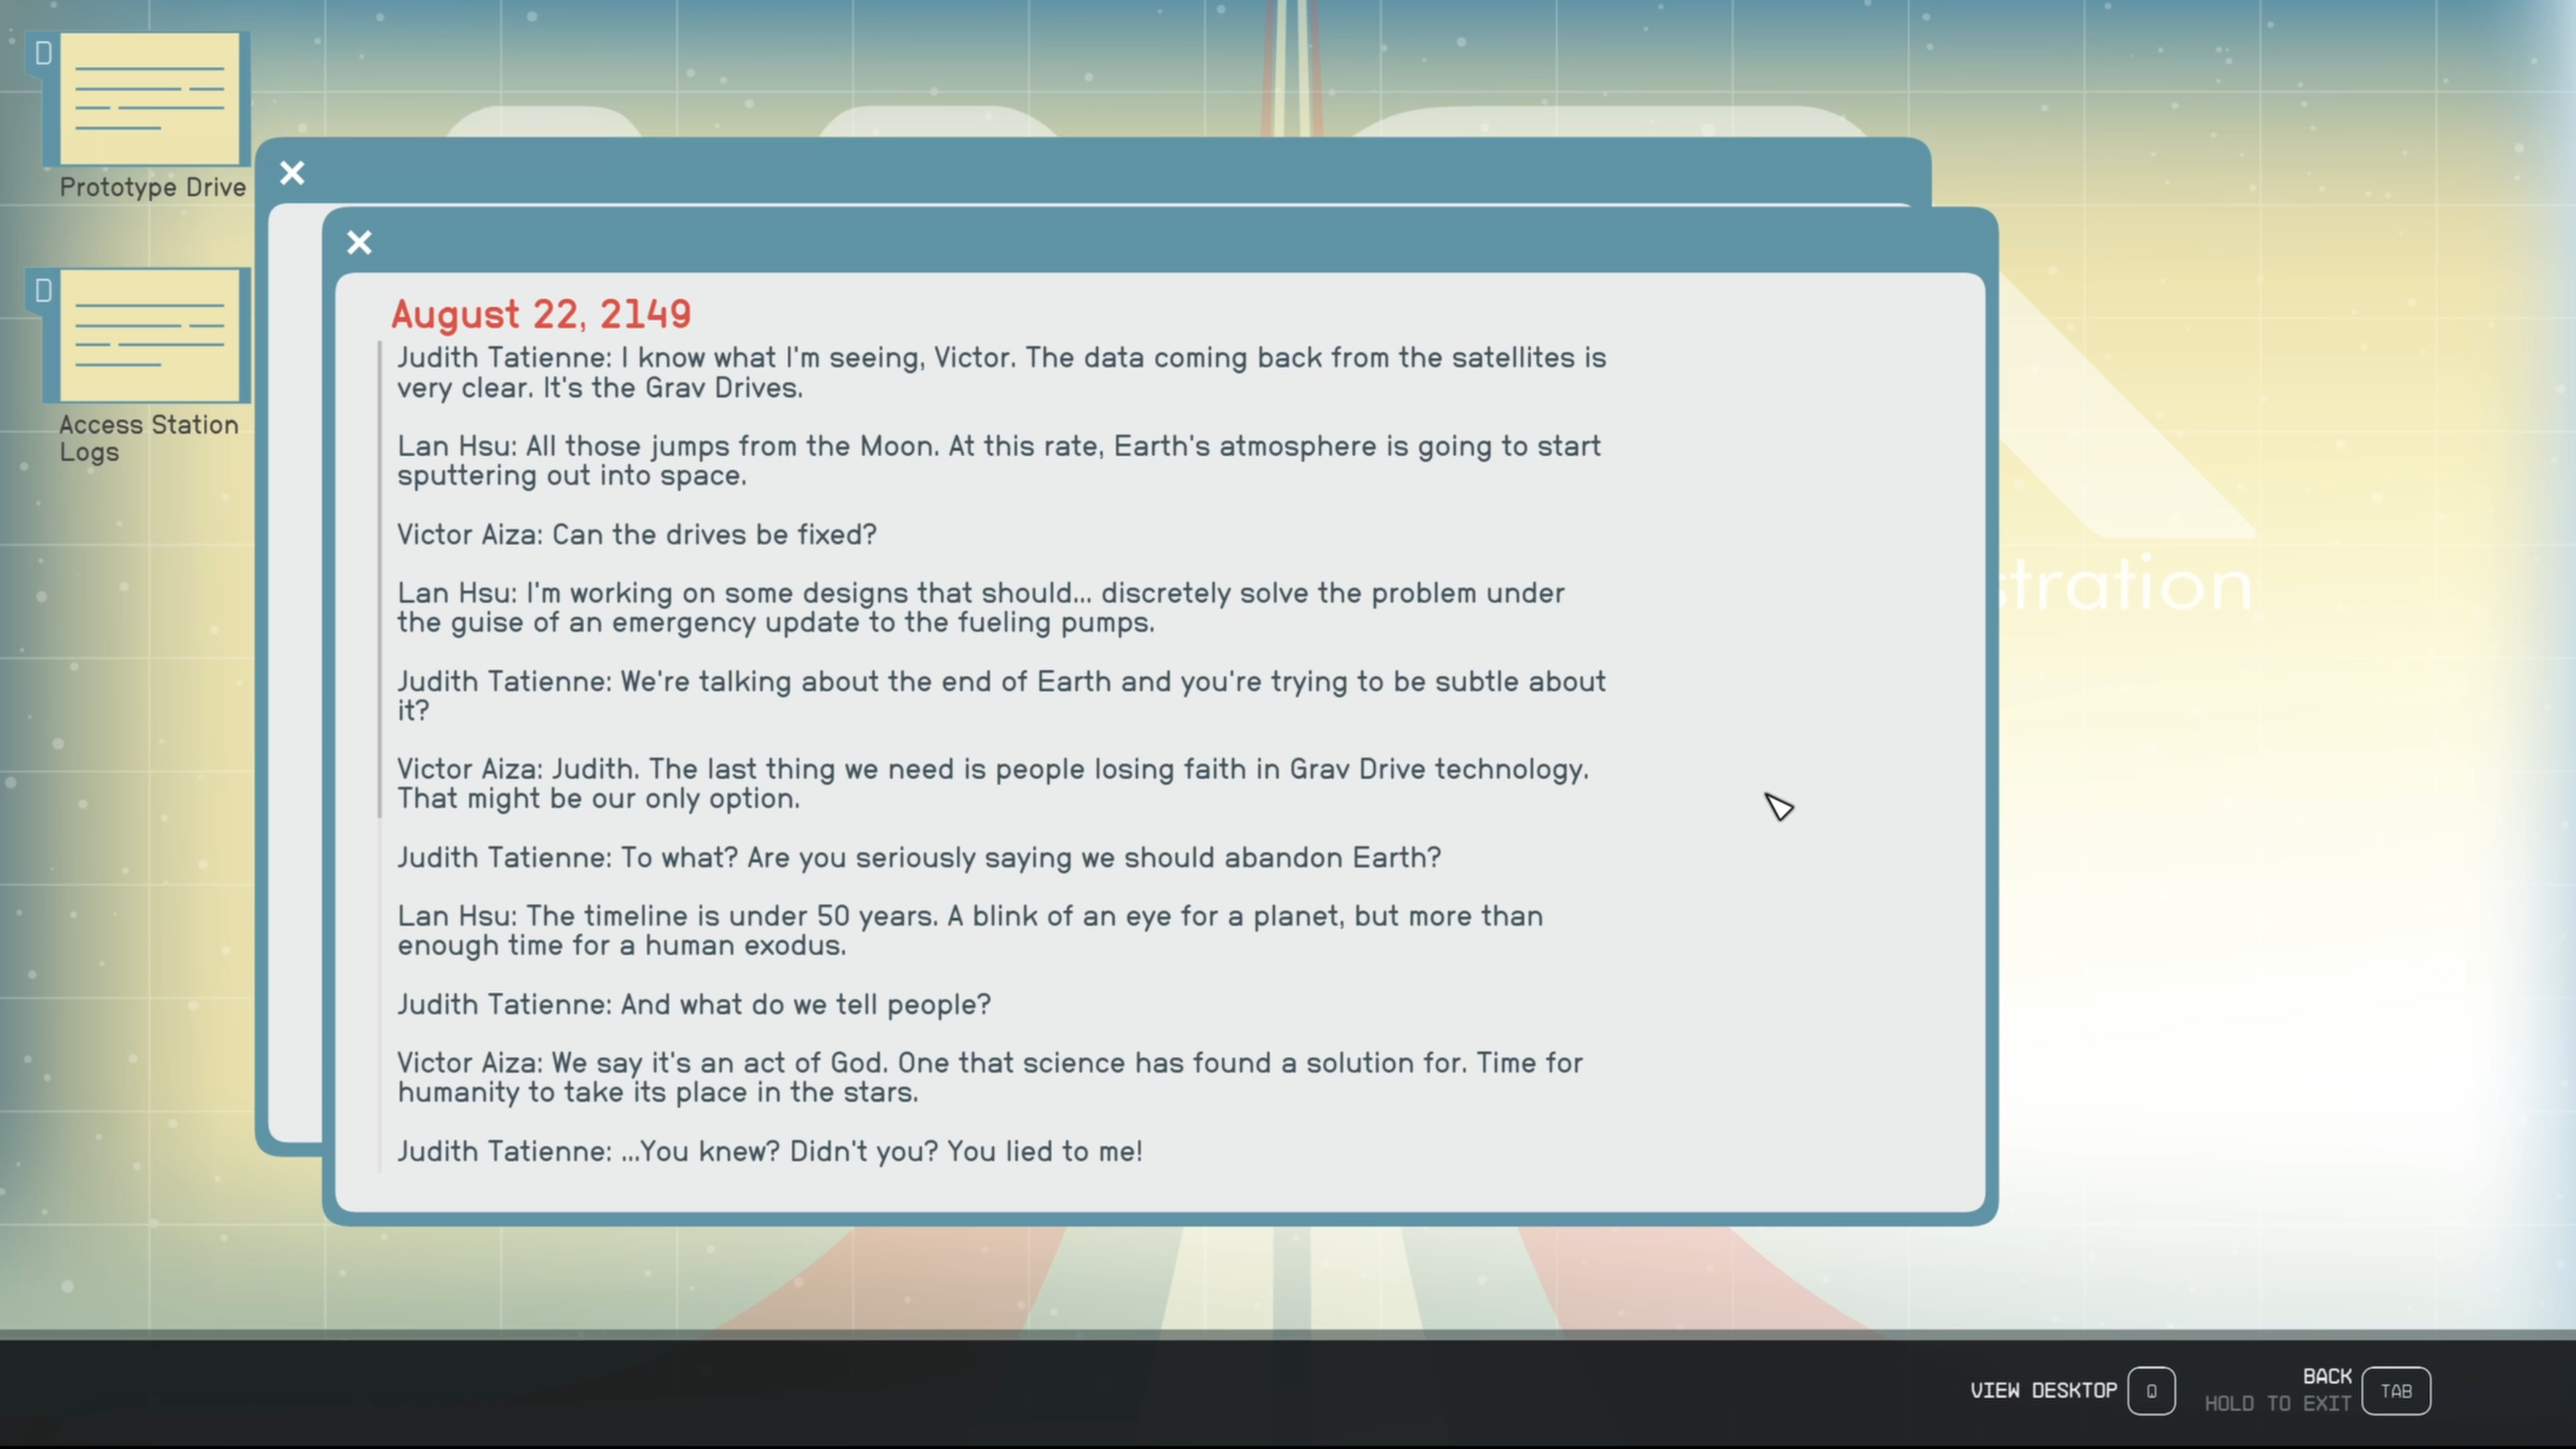 Prototype Drive
Access Station
Logs
August 22, 2149
Judith Tatienne: I know what I'm seeing, Victor. The data coming back from the satellites is
very clear. It's the Grav Drives.
Lan Hsu: All those jumps from the Moon. At this rate, Earth's atmosphere is going to start
sputtering out into space.
Victor Aiza: Can the drives be fixed?
Lan Hsu: I'm working on some designs that should... discretely solve the problem under
the guise of an emergency update to the fueling pumps.
Judith Tatienne: We're talking about the end of Earth and you're trying to be subtle about
it?
Victor Aiza: Judith. The last thing we need is people losing faith in Grav Drive technology.
That might be our only option.
Judith Tatienne: To what? Are you seriously saying we should abandon Earth?
Lan Hsu: The timeline is under 50 years. A blink of an eye for a planet, but more than
enough time for a human exodus.
Judith Tatienne: And what do we tell people?
Victor Aiza: We say it's an act of God. One that science has found a solution for. Time for
humanity to take its place in the stars.
Judith Tatienne: ...You knew? Didn't you? You lied to me!
stration
VIEW DESKTOP Q
BACK
HOLD TO EXIT TAB